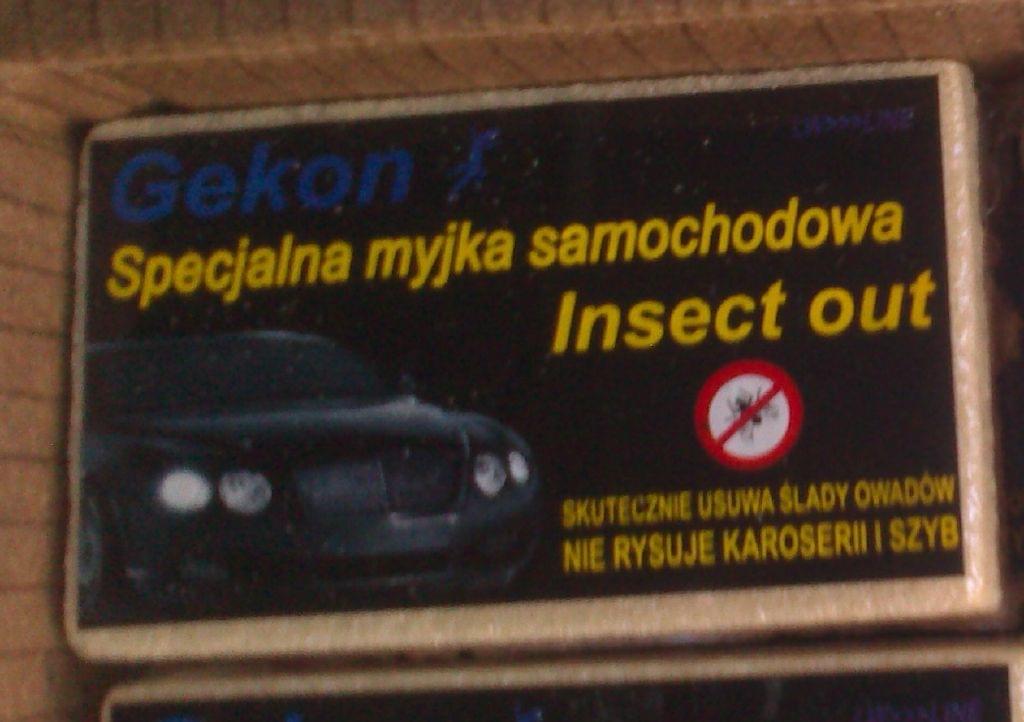 Gekon
Specjalna myjka samochodowa
Insect out
SKUTECZNIE USUWA ŚLADY OWADÓW
NIE RYSUJE KAROSERII I SZYB